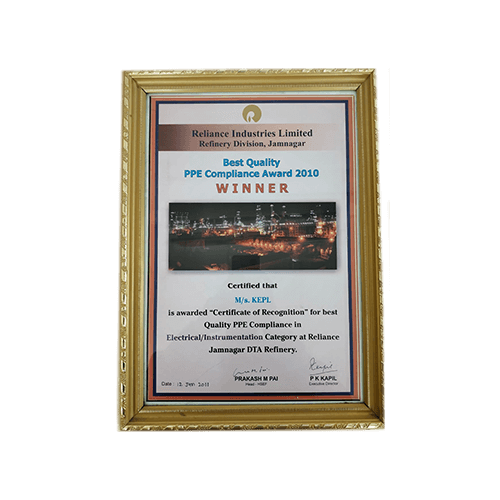 Reliance Industries Limited
Refinery Division, Jamnagar
Best Quality
PPE Compliance Award 2010
WINNER
Certified that
M/s. KEPL
is awarded "Certificate of Recognition" for best
Quality PPE Compliance in
Electrical/Instrumentation Category at Reliance
Jamnagar DTA Refinery.
Date : 12 Jan 2011
PRAKASH M PAI
P K KAPIL
Head - HSEF
Executive Director